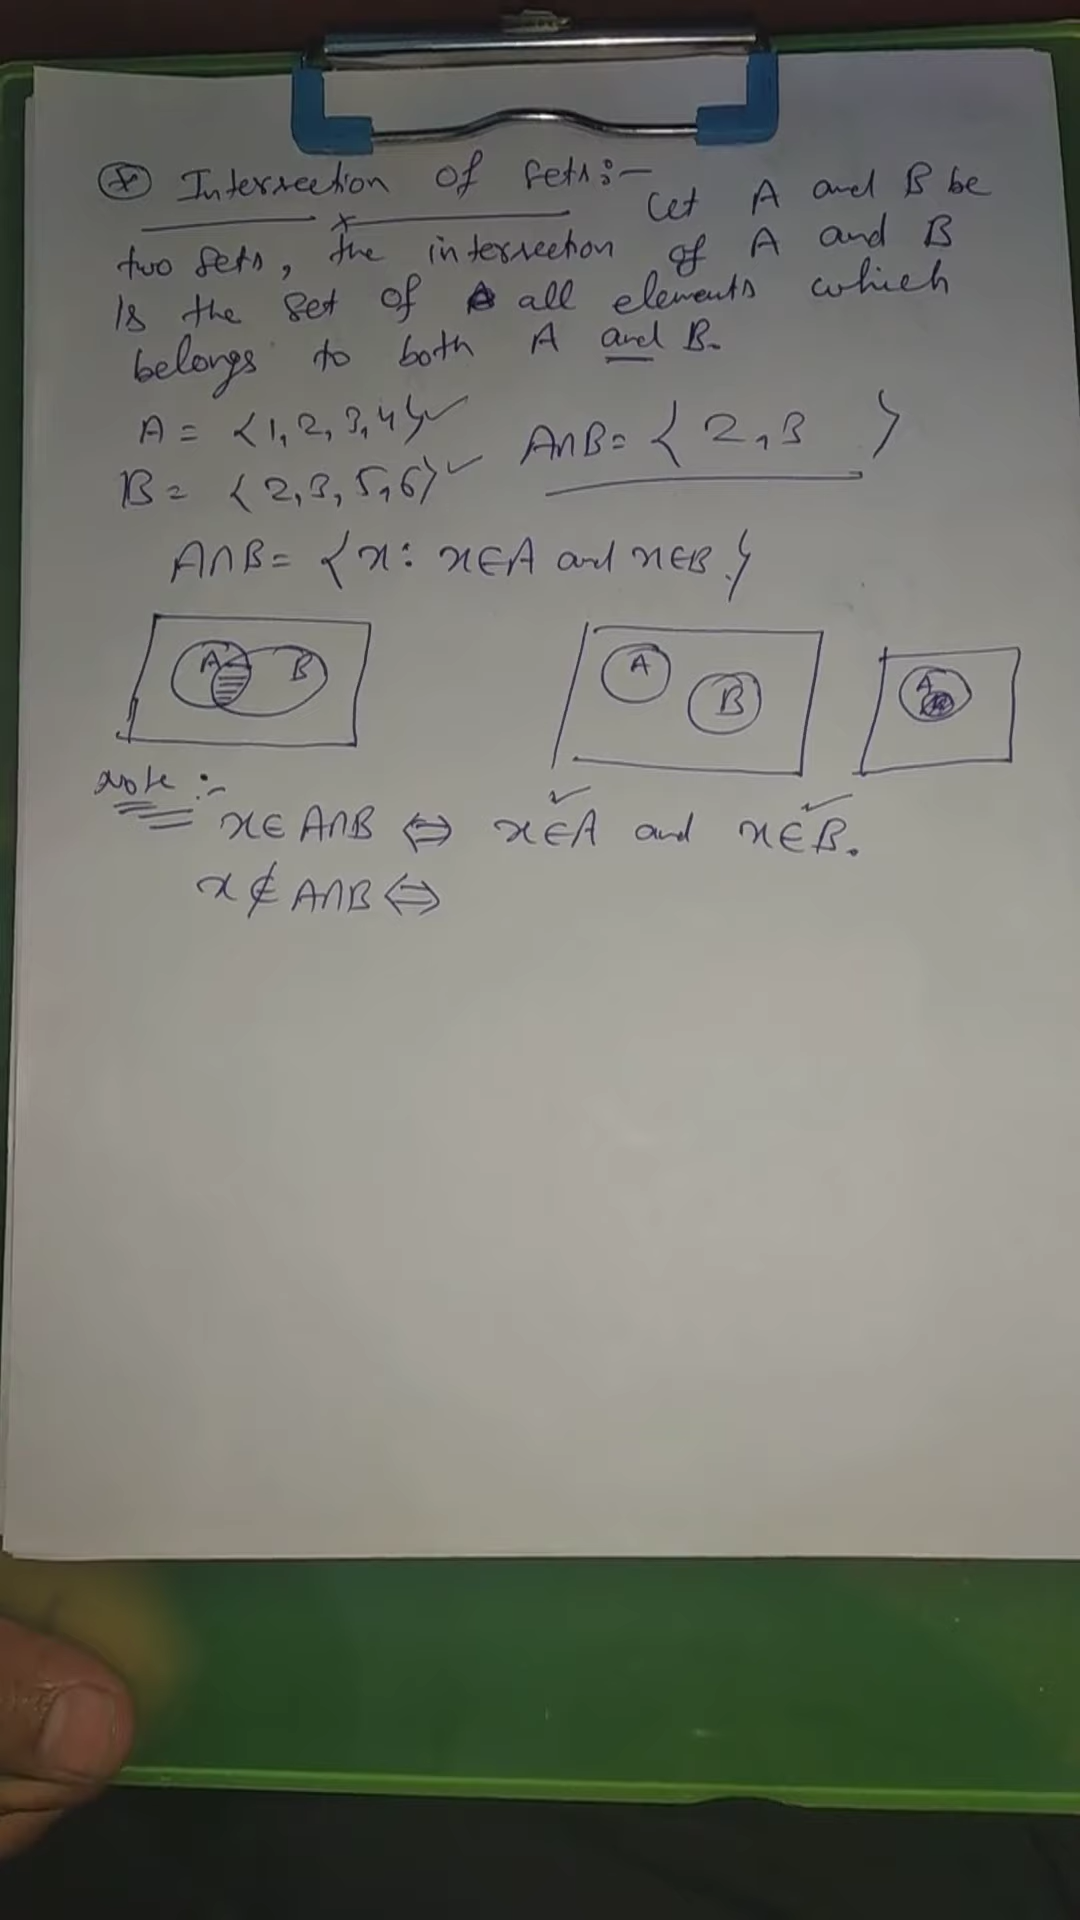 Intersection of sets:- Let A and B be
two sets, the intersection of A and B
is the set of all elements which
belongs to both A and B.
A = {1, 2, 3, 4} ✓
B = {2, 3, 5, 6} ✓
A∩B = { 2, 3 }
A∩B = {x : x∈A and x∈B.}
A B
A B
A B
Note :-
x∈A∩B ⇔ x∈A and x∈B.
x∉A∩B ⇔